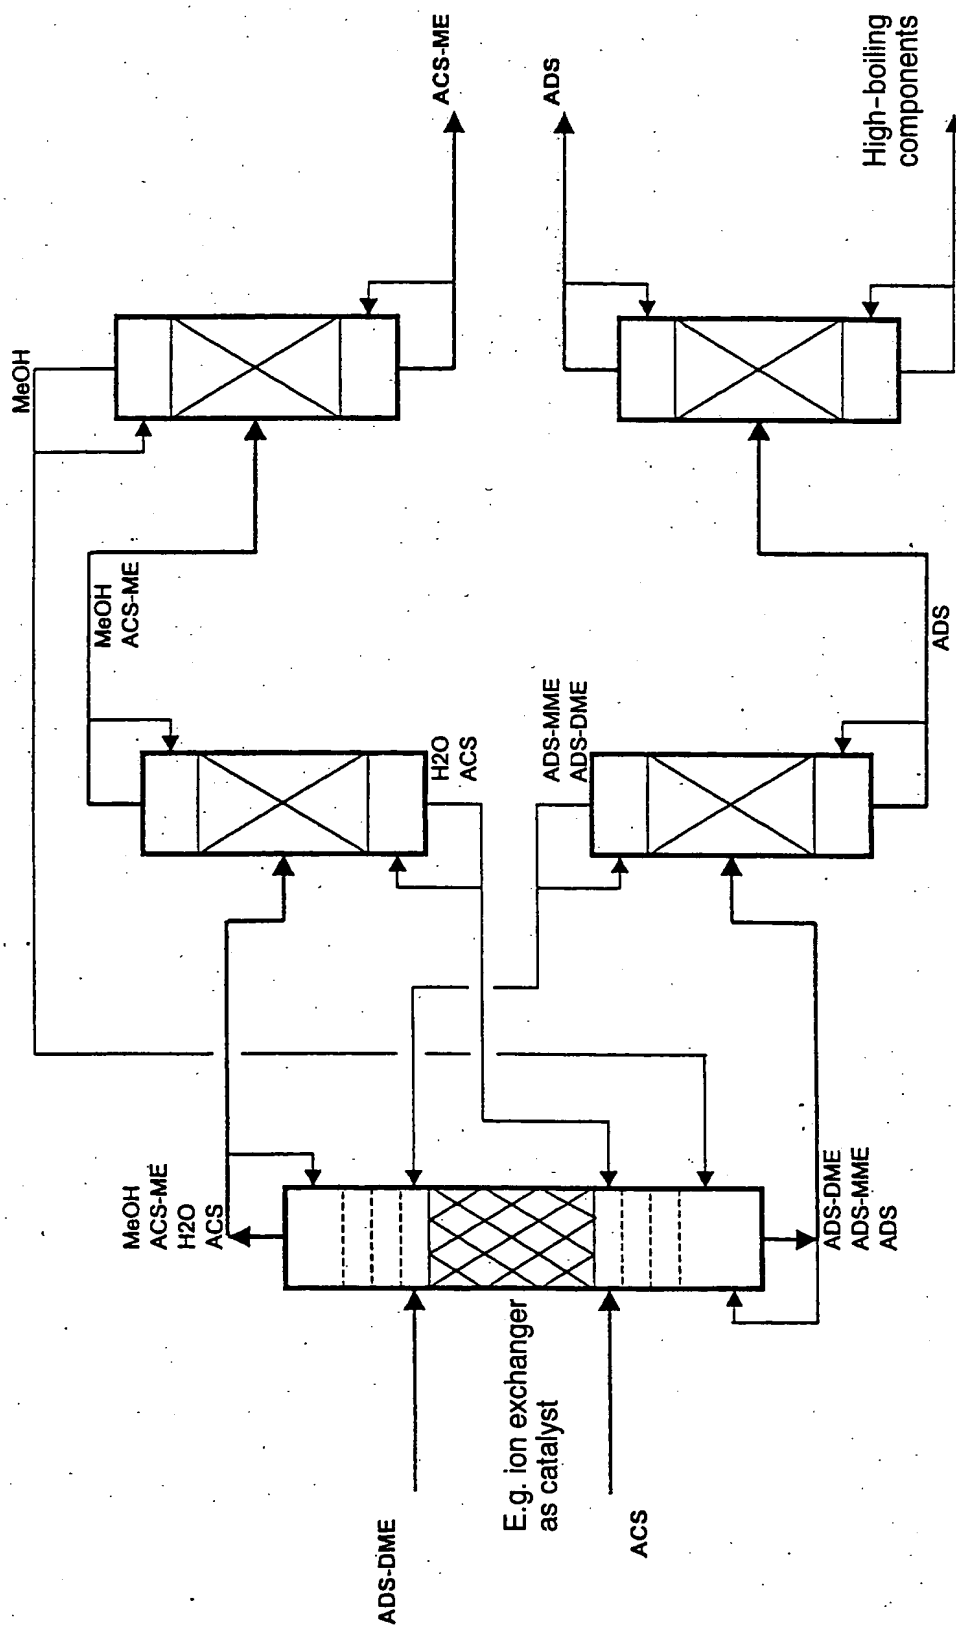 MeOH
MeOH
ACS-ME
H2O
ACS
MeOH
ACS-ME
ACS-ME
H2O
ACS
ADS-MME
ADS-DME
ADS
ADS-DME
E.g. ion exchanger
as catalyst
ACS
ADS-DME
ADS-MME
ADS
ADS
High-boiling
components